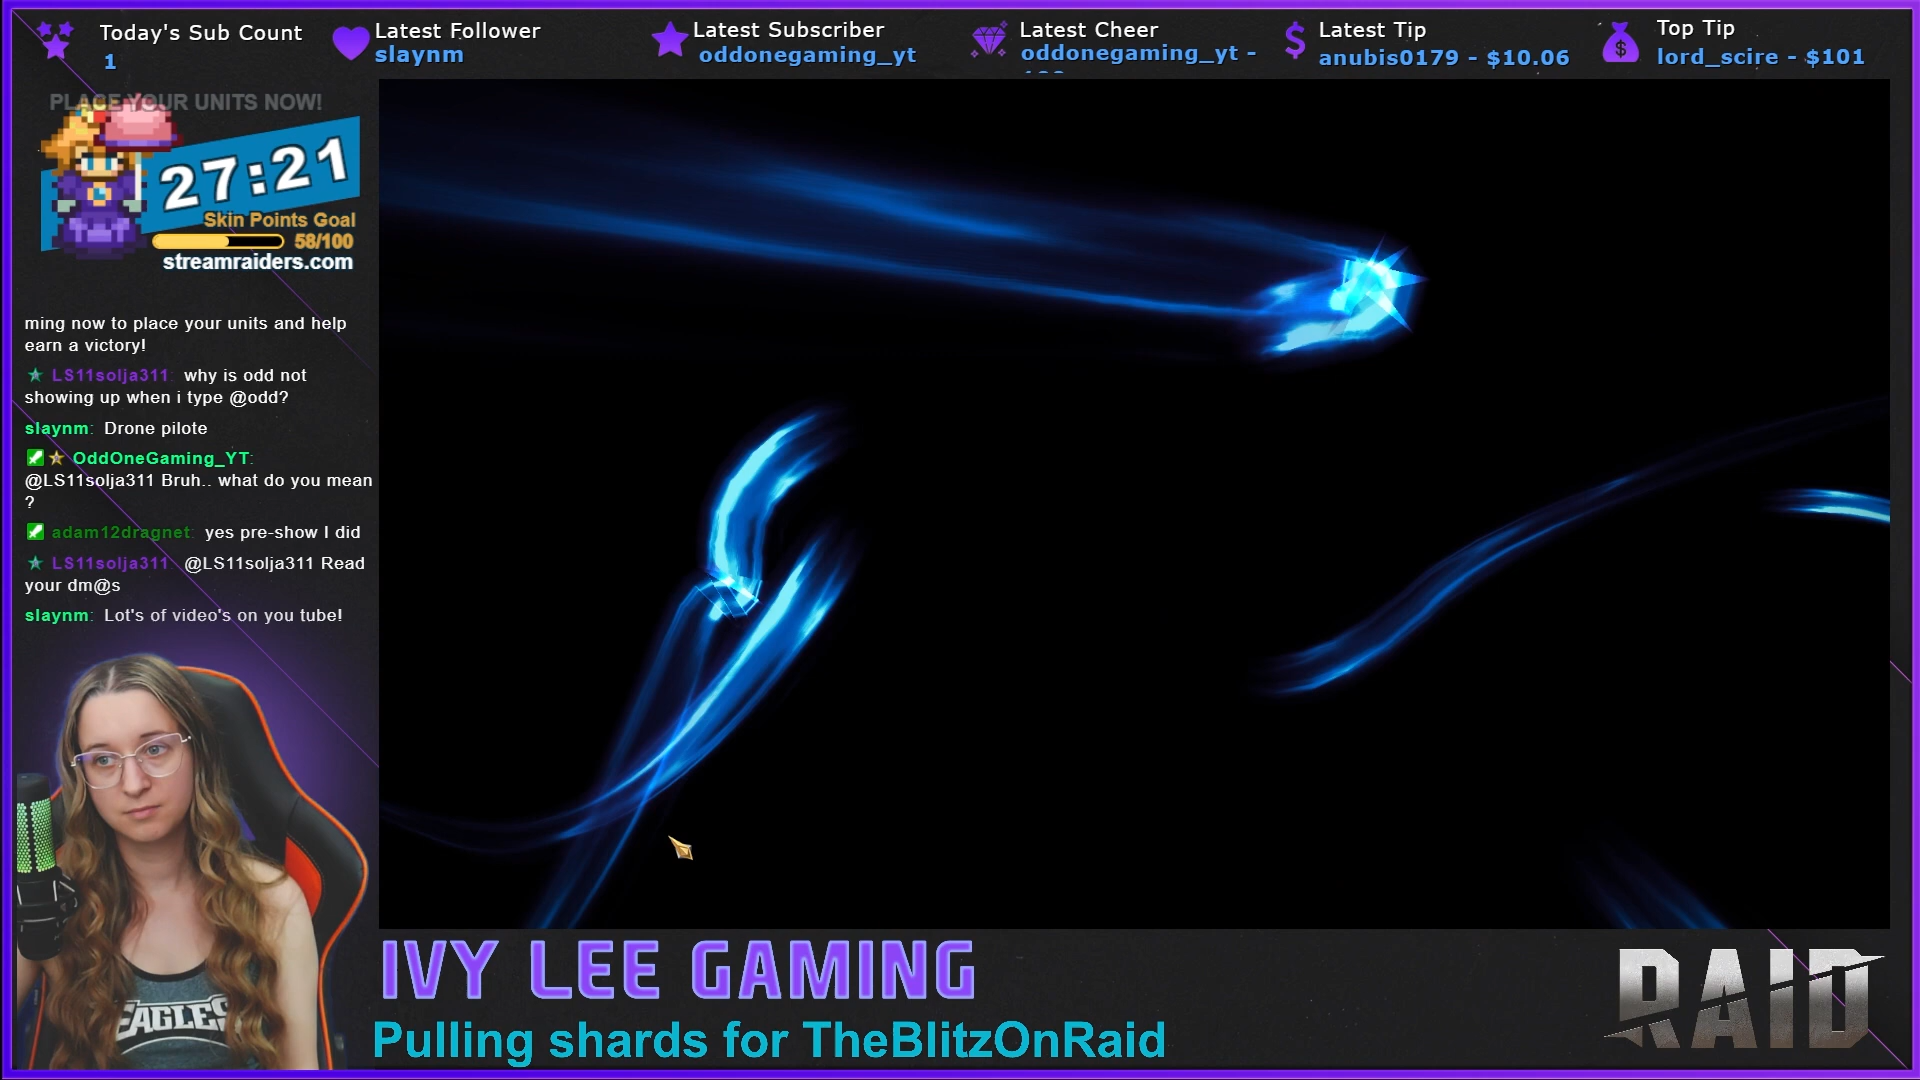 Today's Sub Count
1
Latest Follower
slaynm
Latest Subscriber
oddonegaming_yt
Latest Cheer
oddonegaming_yt -
Latest Tip
anubis0179 - $10.06
Top Tip
lord_scire - $101
PLACE YOUR UNITS NOW!
27:21
Skin Points Goal
58/100
streamraiders.com
ming now to place your units and help
earn a victory!
LS11solja311: why is odd not
showing up when i type @odd?
slaynm: Drone pilote
OddOneGaming_YT:
@LS11solja311 Bruh.. what do you mean
?
adam12dragnet: yes pre-show I did
LS11solja311: @LS11solja311 Read
your dm@s
slaynm: Lot's of video's on you tube!
EAGLES
IVY LEE GAMING
Pulling shards for TheBlitzOnRaid
RAID